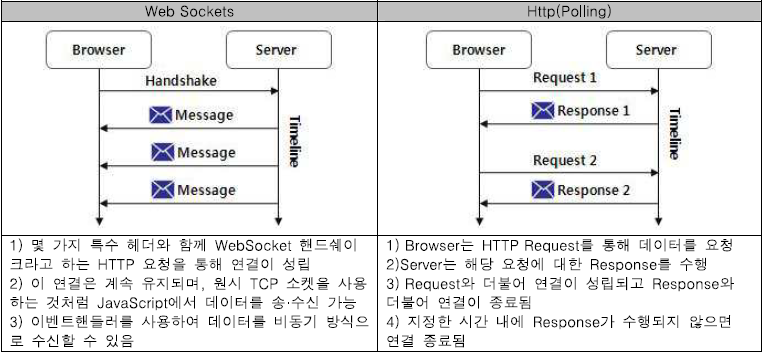 Web Sockets
Browser
Server
Handshake
Message
Message
Message
Timeline
1) 몇 가지 특수 헤더와 함께 WebSocket 핸드쉐이
크라고 하는 HTTP 요청을 통해 연결이 성립
2) 이 연결은 계속 유지되며, 원시 TCP 소켓을 사용
하는 것처럼 JavaScript에서 데이터를 송·수신 가능
3) 이벤트핸들러를 사용하여 데이터를 비동기 방식으
로 수신할 수 있음
Http(Polling)
Browser
Server
Request 1
Response 1
Request 2
Response 2
Timeline
1) Browser는 HTTP Request를 통해 데이터를 요청
2)Server는 해당 요청에 대한 Response를 수행
3) Request와 더불어 연결이 성립되고 Response와
더불어 연결이 종료됨
4) 지정한 시간 내에 Response가 수행되지 않으면
연결 종료됨